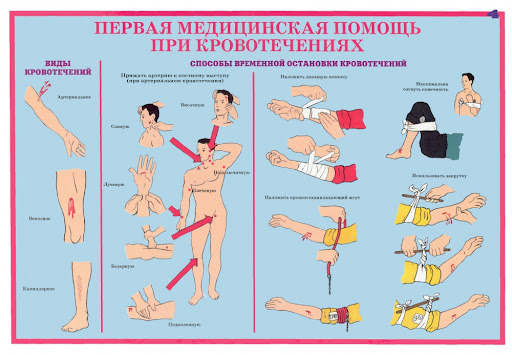 ПЕРВАЯ МЕДИЦИНСКАЯ ПОМОЩЬ
ПРИ КРОВОТЕЧЕНИЯХ
ВИДЫ
КРОВОТЕЧЕНИЙ
Артериальное
Венозное
Капиллярное
СПОСОБЫ ВРЕМЕННОЙ ОСТАНОВКИ КРОВОТЕЧЕНИЙ
Прижать артерию к костному выступу
(при артериальном кровотечении)
Височную
Сонную
Подключичную
Лучевую
Плечевую
Бедерную
Подколенную
Наложить давящую повязку
Наложить кровоостанавливающий жгут
Максимально
согнуть конечность
Использовать закрутку